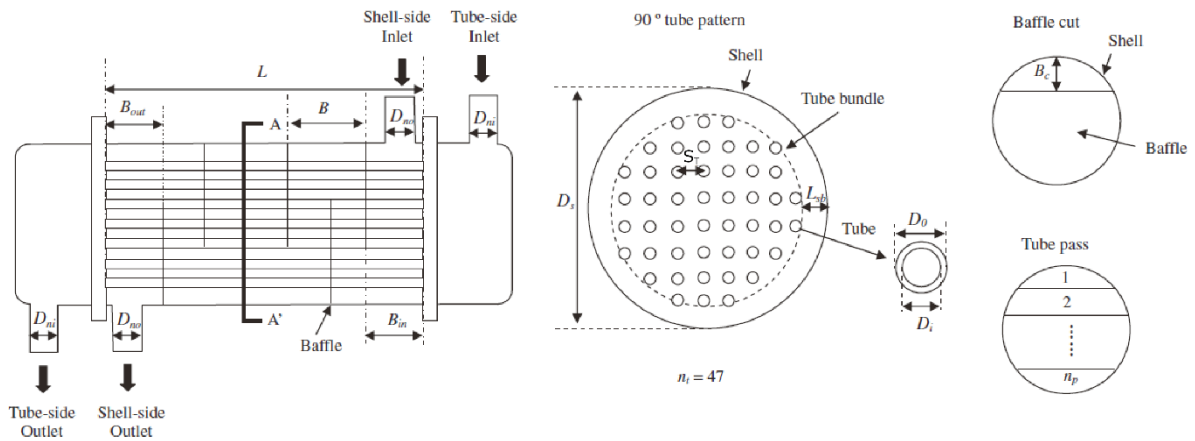 Shell-side
Inlet
Tube-side
Inlet
L
B_out
B
D_no
D_ni
A
A'
D_ni
D_no
B_in
Baffle
Tube-side
Outlet
Shell-side
Outlet
90 ° tube pattern
Shell
Tube bundle
S_T
D_s
L_sb
Tube
D_0
D_i
n_t = 47
Baffle cut
Shell
B_c
Baffle
Tube pass
1
2
n_p